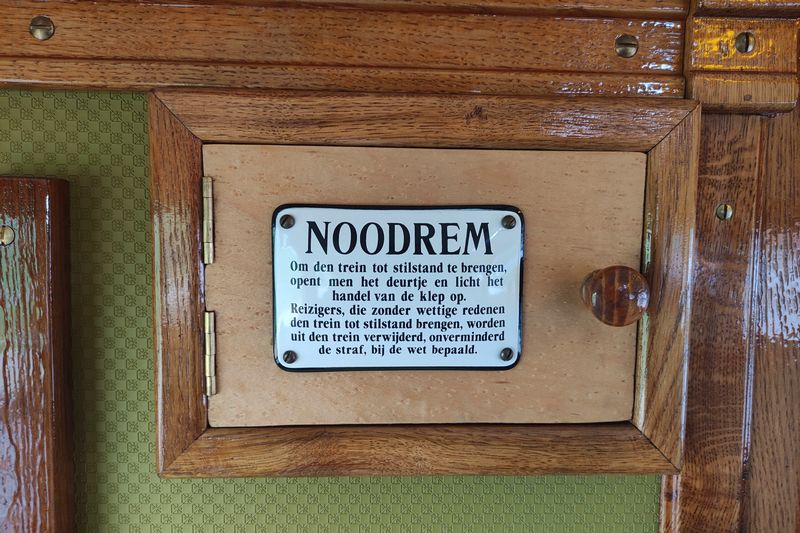 NOODREM
Om den trein tot stilstand te brengen,
opent men het deurtje en licht het
handel van de klep op.
Reizigers, die zonder wettige redenen
den trein tot stilstand brengen, worden
uit den trein verwijderd, onverminderd
de straf, bij de wet bepaald.